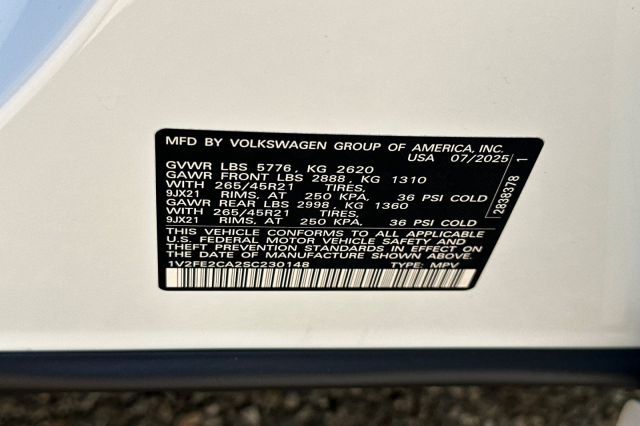 MFD BY VOLKSWAGEN GROUP OF AMERICA, INC.
USA 07/2025
GVWR LBS 5776, KG 2620
GAWR FRONT LBS 2888, KG 1310
WITH 265/45R21 TIRES,
9JX21 RIMS, AT 250 KPA, 36 PSI COLD
GAWR REAR LBS 2998, KG 1360
WITH 265/45R21 TIRES,
9JX21 RIMS, AT 250 KPA, 36 PSI COLD
THIS VEHICLE CONFORMS TO ALL APPLICABLE
U.S. FEDERAL MOTOR VEHICLE SAFETY AND
THEFT PREVENTION STANDARDS IN EFFECT ON
THE DATE OF MANUFACTURE SHOWN ABOVE.
1V2FE2CA2SC230148 TYPE: MPV
2838378 1